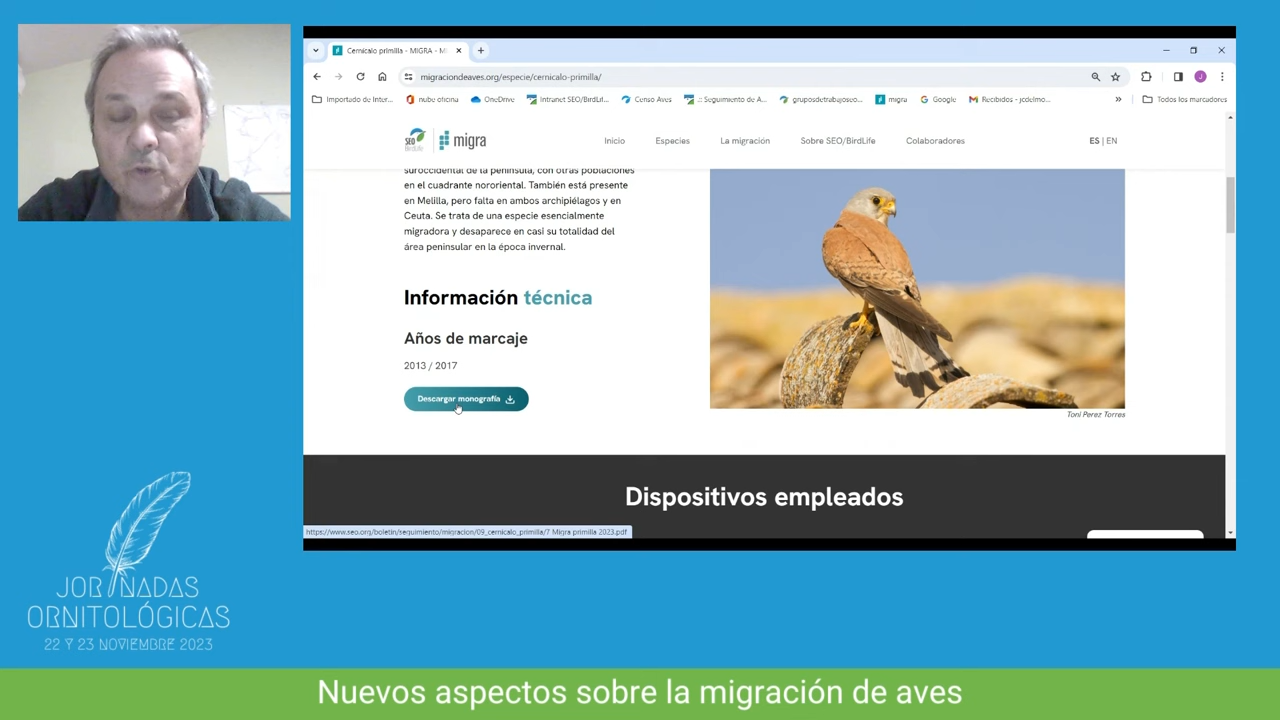 Cernícalo primilla - MIGRA - M
migraciondeaves.org/especie/cernicalo-primilla/
Importado de Inter... nube oficina OneDrive Intranet SEO/BirdLif... Censo Aves .:: Seguimiento de A... gruposdetrabajoseo... migra Google Recibidos - jcdelmo... » Todos los marcadores
J
SEO BirdLife migra Inicio Especies La migración Sobre SEO/BirdLife Colaboradores ES | EN
suroccidental de la península, con otras poblaciones
en el cuadrante nororiental. También está presente
en Melilla, pero falta en ambos archipiélagos y en
Ceuta. Se trata de una especie esencialmente
migradora y desaparece en casi su totalidad del
área peninsular en la época invernal.
Información técnica
Años de marcaje
2013 / 2017
Descargar monografía
Toni Perez Torres
Dispositivos empleados
https://www.seo.org/boletin/seguimiento/migracion/09_cernicalo_primilla/7 Migra primilla 2023.pdf
JORNADAS
ORNITOLÓGICAS
22 Y 23 NOVIEMBRE 2023
Nuevos aspectos sobre la migración de aves